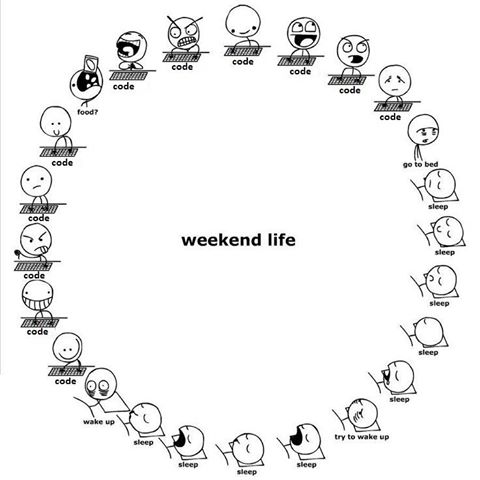 weekend life
code
code
code
code
go to bed
sleep
sleep
sleep
sleep
sleep
try to wake up
sleep
sleep
sleep
sleep
wake up
code
code
code
code
code
food?
code
code